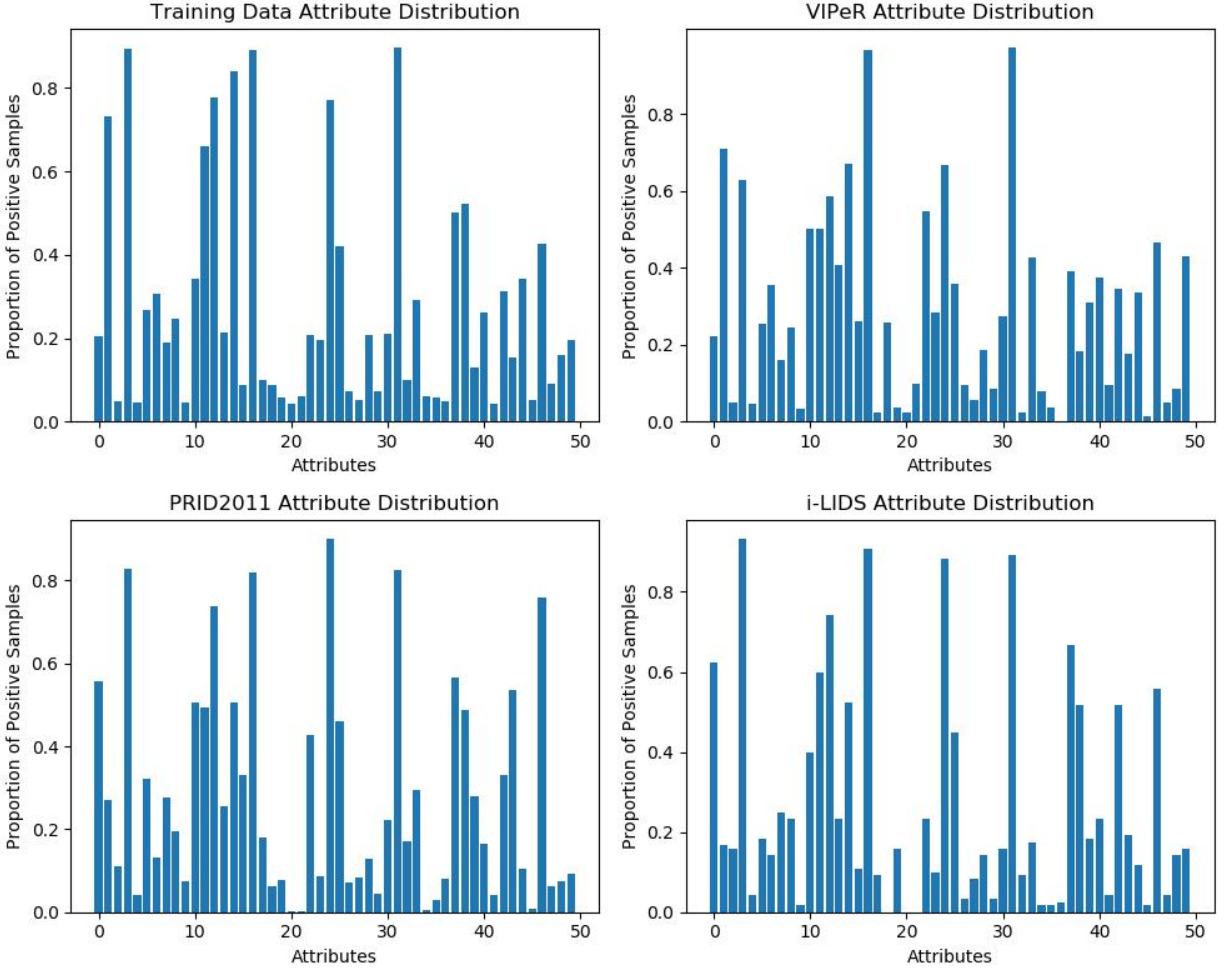 Training Data Attribute Distribution
Proportion of Positive Samples
0.8
0.6
0.4
0.2
0.0
0 10 20 30 40 50
Attributes
VIPeR Attribute Distribution
Proportion of Positive Samples
0.8
0.6
0.4
0.2
0.0
0 10 20 30 40 50
Attributes
PRID2011 Attribute Distribution
Proportion of Positive Samples
0.8
0.6
0.4
0.2
0.0
0 10 20 30 40 50
Attributes
i-LIDS Attribute Distribution
Proportion of Positive Samples
0.8
0.6
0.4
0.2
0.0
0 10 20 30 40 50
Attributes